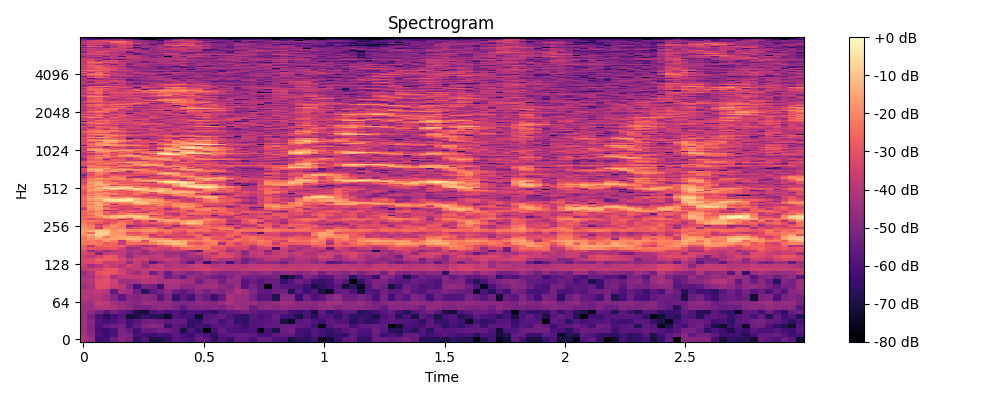 Spectrogram
Hz
4096
2048
1024
512
256
128
64
0
0
0.5
1
1.5
2
2.5
Time
+0 dB
-10 dB
-20 dB
-30 dB
-40 dB
-50 dB
-60 dB
-70 dB
-80 dB